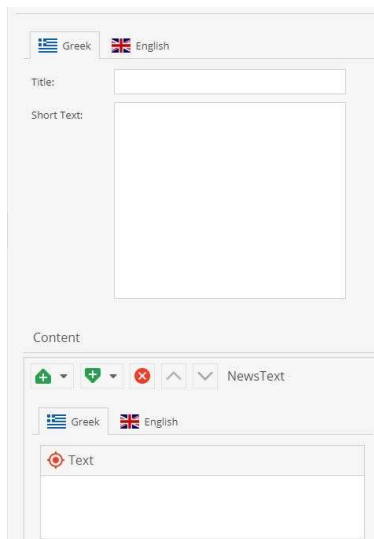 Greek English
Title:
Short Text:
Content
NewsText
Greek English
Text